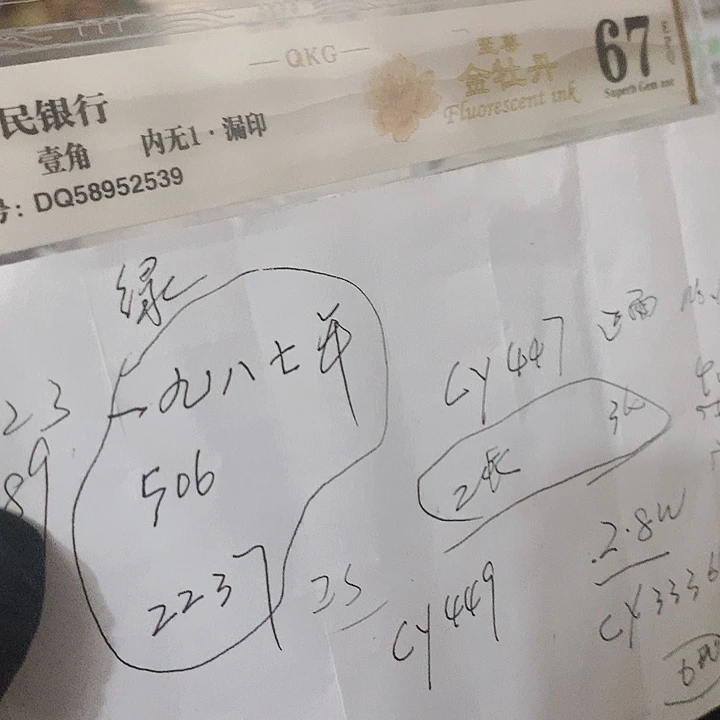 QKG
67
至尊
金牡丹
Fluorescent ink
Superb Gem
民银行
壹角 内无1·漏印
号: DQ58952539
绿
一九八七年
506
2237
23
89
CY447
2张 3W
2.8W
CY449
CY3336